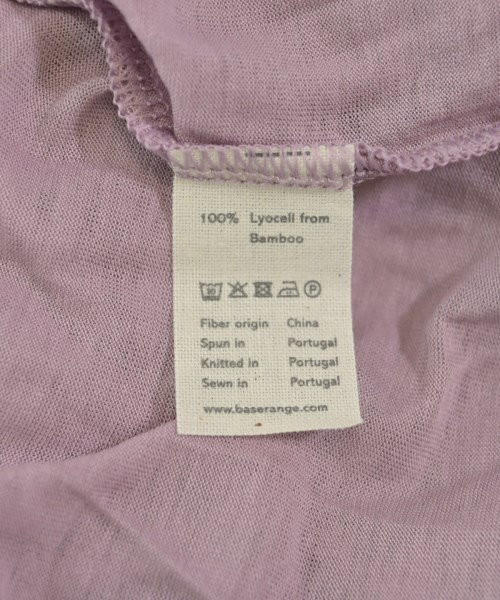 100% Lyocell from
Bamboo
30 P
Fiber origin China
Spun in Portugal
Knitted in Portugal
Sewn in Portugal
www.baserange.com